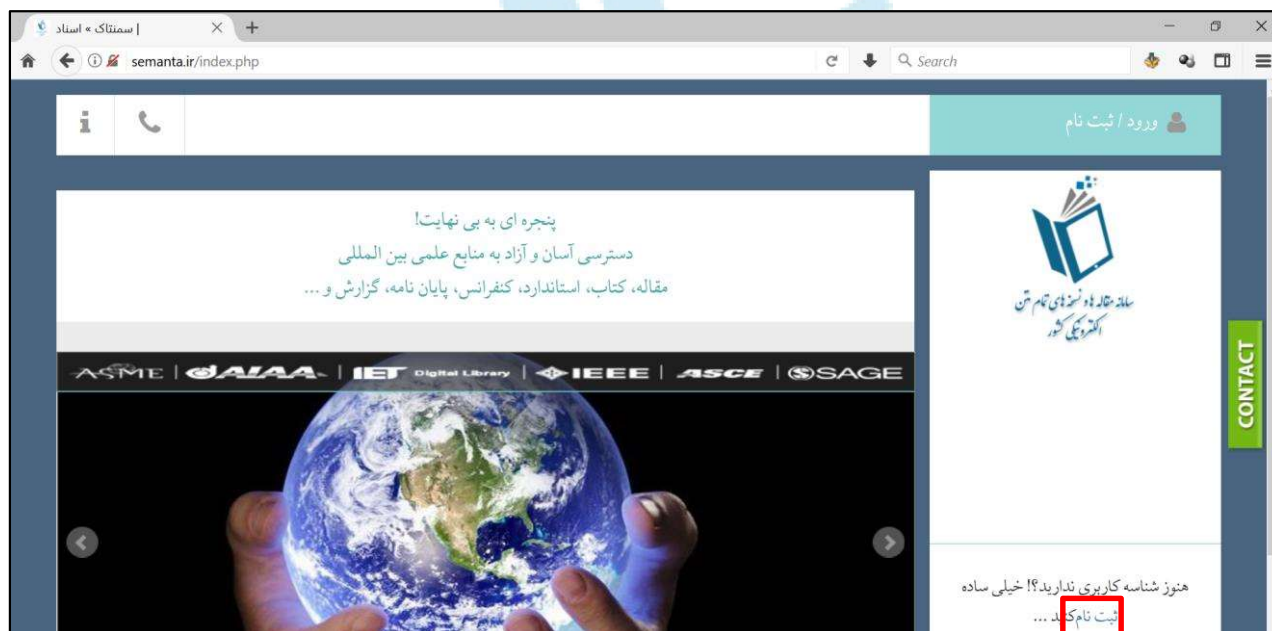 سمنتاک » اسناد |
semanta.ir/index.php
Search
ورود / ثبت نام
پنجره ای به بی نهایت!
دسترسی آسان و آزاد به منابع علمی بین المللی
مقاله، کتاب، استاندارد، کنفرانس، پایان نامه، گزارش و ...
سامانه مقاله ها و نسخه های تمام متن
الکترونیکی کشور
ASME | AIAA | IET Digital Library | IEEE | ASCE | SAGE
CONTACT
هنوز شناسه کاربری ندارید؟! خیلی ساده
ثبت نام کنید ...